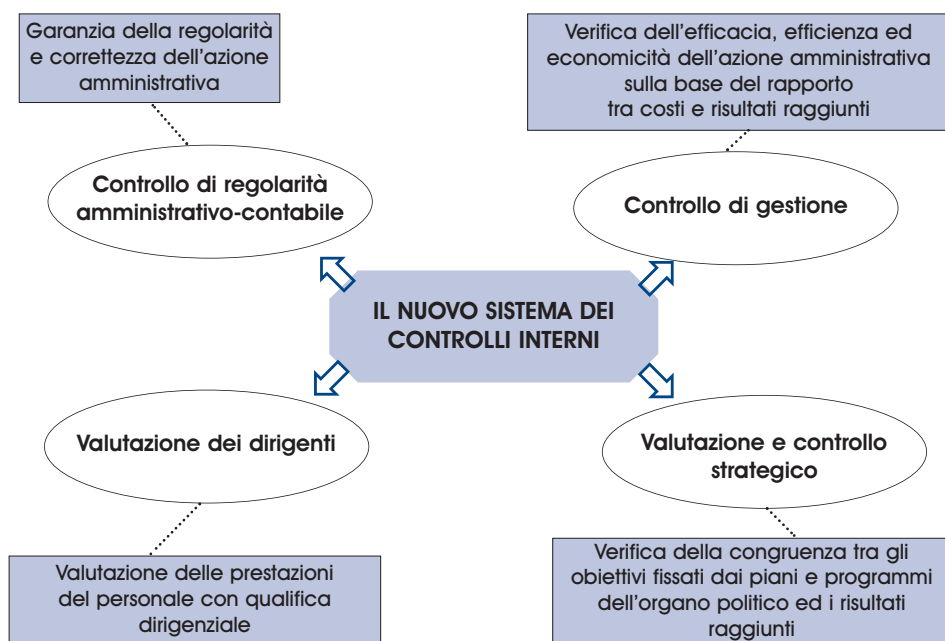 Garanzia della regolarità
e correttezza dell'azione
amministrativa
Verifica dell'efficacia, efficienza ed
economicità dell'azione amministrativa
sulla base del rapporto
tra costi e risultati raggiunti
Controllo di regolarità
amministrativo-contabile
Controllo di gestione
IL NUOVO SISTEMA DEI
CONTROLLI INTERNI
Valutazione dei dirigenti
Valutazione e controllo
strategico
Valutazione delle prestazioni
del personale con qualifica
dirigenziale
Verifica della congruenza tra gli
obiettivi fissati dai piani e programmi
dell'organo politico ed i risultati
raggiunti